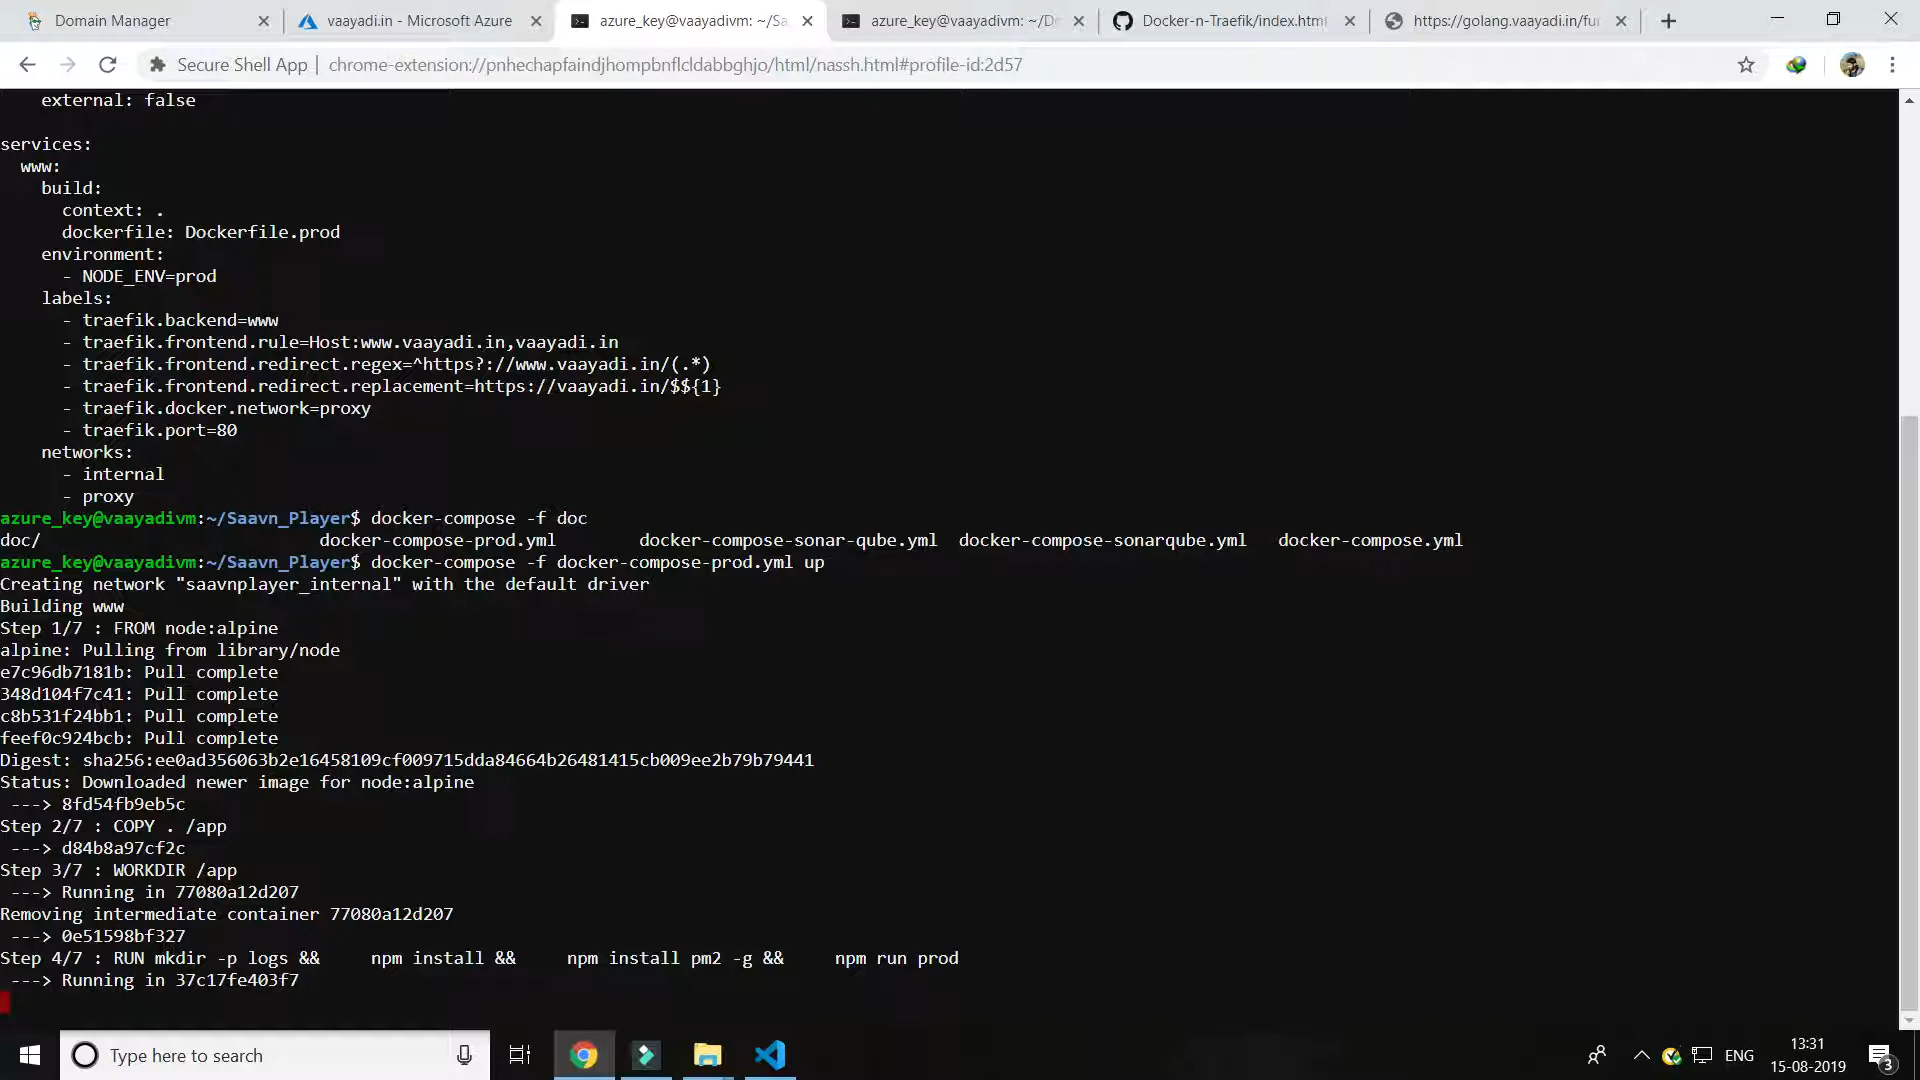 Domain Manager
vaayadi.in - Microsoft Azure
azure_key@vaayadivm: ~/Sa
azure_key@vaayadivm: ~/D
Docker-n-Traefik/index.html
https://golang.vaayadi.in/fu
Secure Shell App | chrome-extension://pnhechapfaindjhompbnflcldabbghjo/html/nassh.html#profile-id:2d57
    external: false
services:
  www:
    build:
      context: .
      dockerfile: Dockerfile.prod
    environment:
      - NODE_ENV=prod
    labels:
      - traefik.backend=www
      - traefik.frontend.rule=Host:www.vaayadi.in,vaayadi.in
      - traefik.frontend.redirect.regex=^https?://www.vaayadi.in/(.*)
      - traefik.frontend.redirect.replacement=https://vaayadi.in/$${1}
      - traefik.docker.network=proxy
      - traefik.port=80
    networks:
      - internal
      - proxy
azure_key@vaayadivm:~/Saavn_Player$ docker-compose -f doc
doc/ docker-compose-prod.yml docker-compose-sonar-qube.yml docker-compose-sonarqube.yml docker-compose.yml
azure_key@vaayadivm:~/Saavn_Player$ docker-compose -f docker-compose-prod.yml up
Creating network "saavnplayer_internal" with the default driver
Building www
Step 1/7 : FROM node:alpine
alpine: Pulling from library/node
e7c96db7181b: Pull complete
348d104f7c41: Pull complete
c8b531f24bb1: Pull complete
feef0c924bcb: Pull complete
Digest: sha256:ee0ad356063b2e16458109cf009715dda84664b26481415cb009ee2b79b79441
Status: Downloaded newer image for node:alpine
 ---> 8fd54fb9eb5c
Step 2/7 : COPY . /app
 ---> d84b8a97cf2c
Step 3/7 : WORKDIR /app
 ---> Running in 77080a12d207
Removing intermediate container 77080a12d207
 ---> 0e51598bf327
Step 4/7 : RUN mkdir -p logs &&     npm install &&     npm install pm2 -g &&     npm run prod
 ---> Running in 37c17fe403f7
Type here to search
ENG
13:31
15-08-2019
3